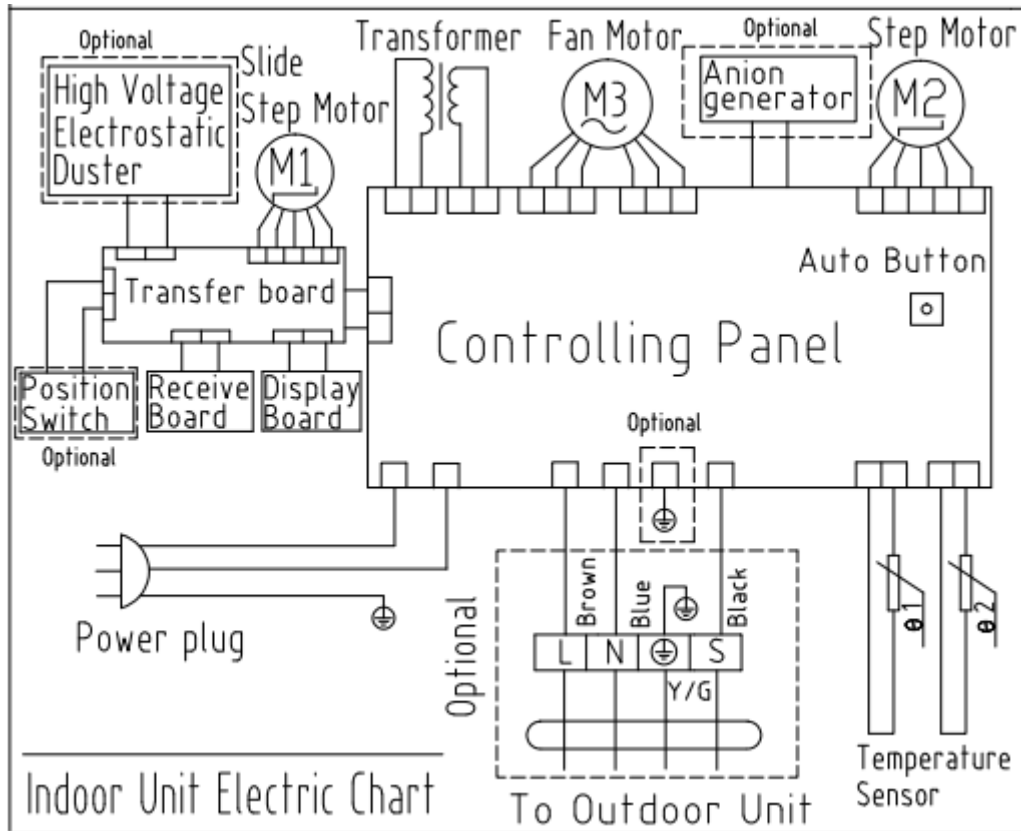 Optional
High Voltage
Electrostatic
Duster
Slide
Step Motor
M1
Transformer
Fan Motor
M3
Optional
Anion
generator
Step Motor
M2
Transfer board
Auto Button
Controlling Panel
Position
Switch
Optional
Receive
Board
Display
Board
Optional
Power plug
Optional
Brown
Blue
Black
L N S
Y/G
θ1
θ2
Temperature
Sensor
To Outdoor Unit
Indoor Unit Electric Chart